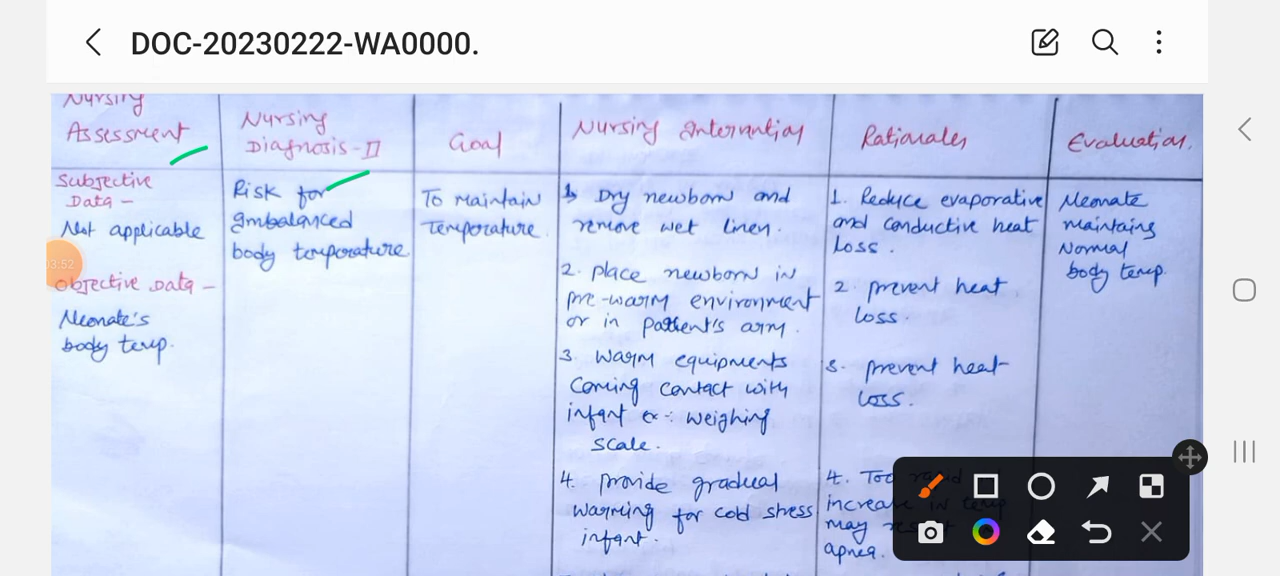 DOC-20230222-WA0000.
Nursing
Assessment
Nursing
Diagnosis-II
Goal
Nursing Intervention
Rationales
Evaluation.
Subjective
Data -
Not applicable
03:52
Objective Data -
Neonate's
body temp.
Risk for
imbalanced
body temperature
To Maintain
Temperature.
1. Dry newborn and
remove wet linen.
2. place newborn in
pre-warm environment
or in patient's arm.
3. warm equipments
coming contact with
infant ex:- weighing
scale.
4. provide gradual
warming for cold stress
infant.
1. Reduce evaporative
and conductive heat
loss.
2. prevent heat
loss.
3. prevent heat
loss.
4. Too
increase in
may
apnea.
Neonate
maintains
Normal
body temp.